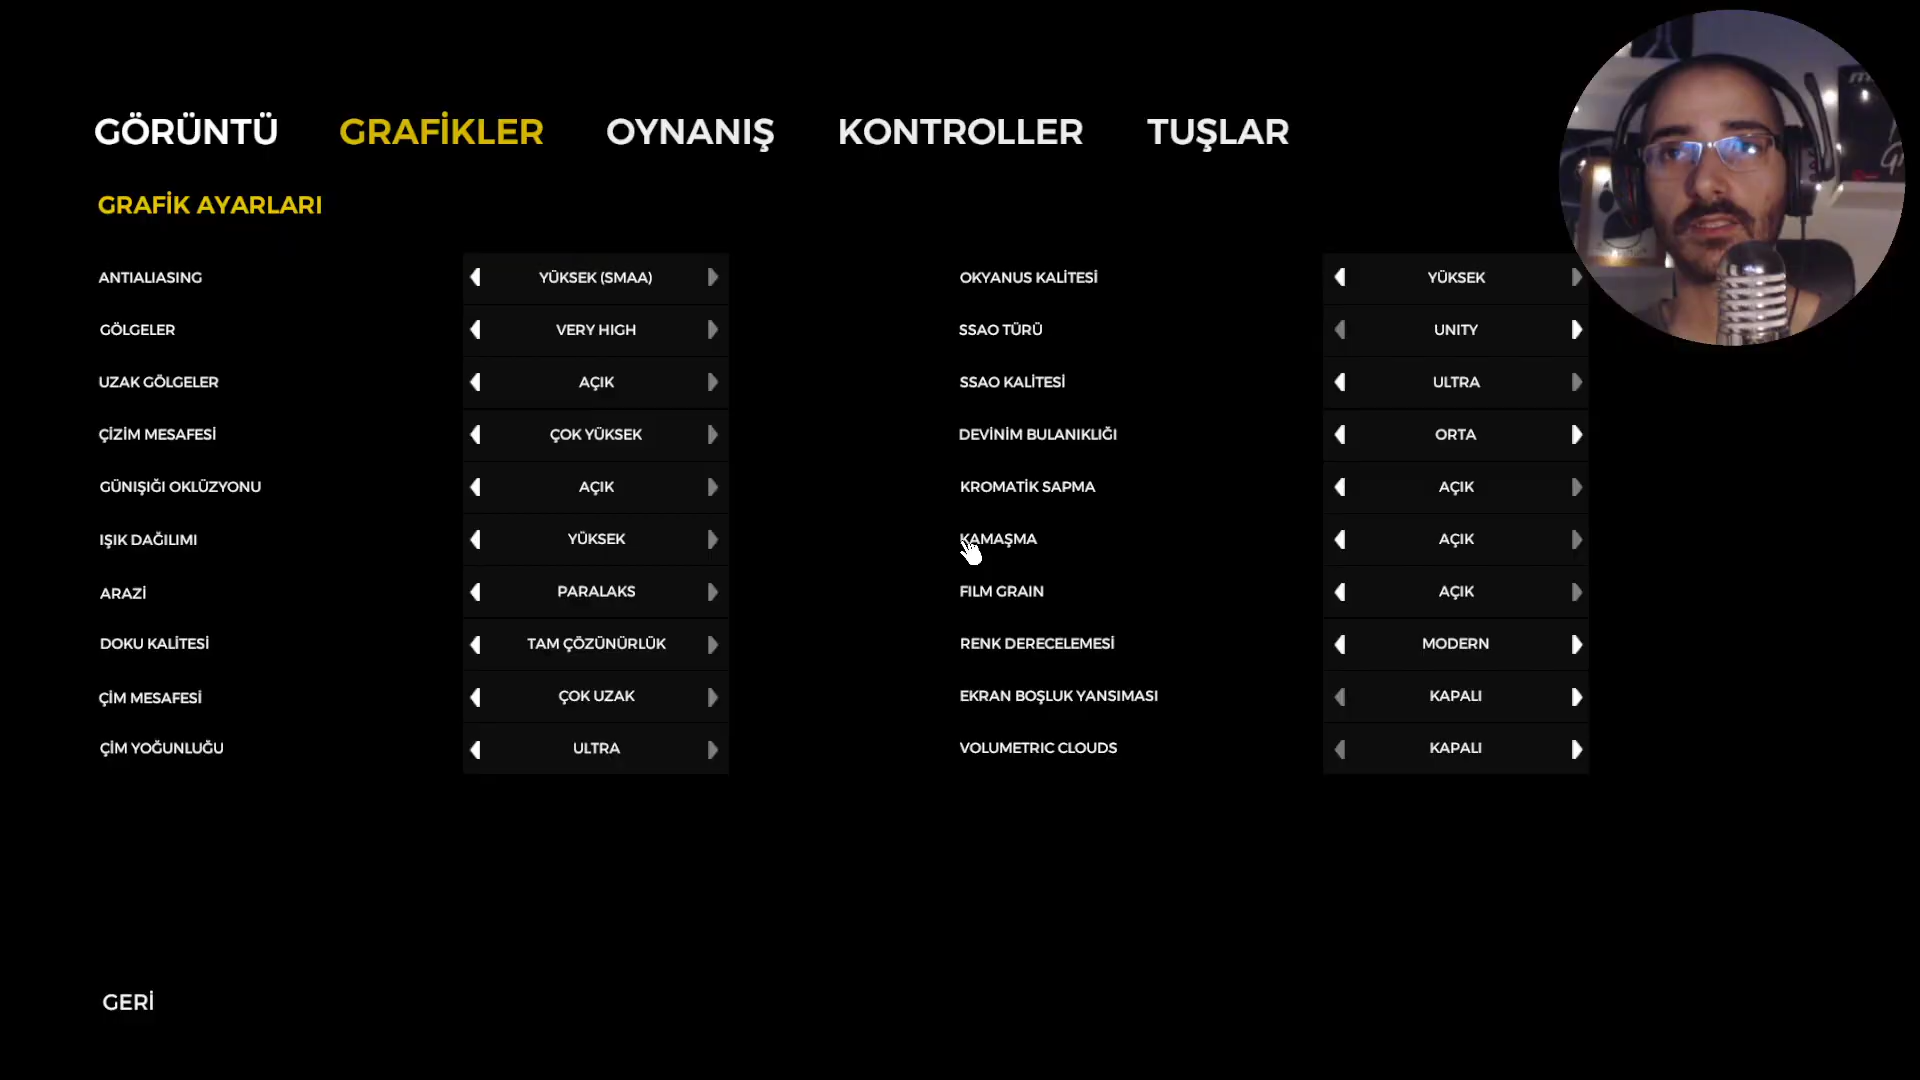 GÖRÜNTÜ GRAFİKLER OYNANIŞ KONTROLLER TUŞLAR
GRAFİK AYARLARI
ANTIALIASING YÜKSEK (SMAA)
GÖLGELER VERY HIGH
UZAK GÖLGELER AÇIK
ÇİZİM MESAFESİ ÇOK YÜKSEK
GÜNIŞIĞI OKLÜZYONU AÇIK
IŞIK DAĞILIMI YÜKSEK
ARAZİ PARALAKS
DOKU KALİTESİ TAM ÇÖZÜNÜRLÜK
ÇİM MESAFESİ ÇOK UZAK
ÇİM YOĞUNLUĞU ULTRA
OKYANUS KALİTESİ YÜKSEK
SSAO TÜRÜ UNITY
SSAO KALİTESİ ULTRA
DEVİNİM BULANIKLIĞI ORTA
KROMATİK SAPMA AÇIK
KAMAŞMA AÇIK
FILM GRAIN AÇIK
RENK DERECELEMESİ MODERN
EKRAN BOŞLUK YANSIMASI KAPALI
VOLUMETRIC CLOUDS KAPALI
GERİ